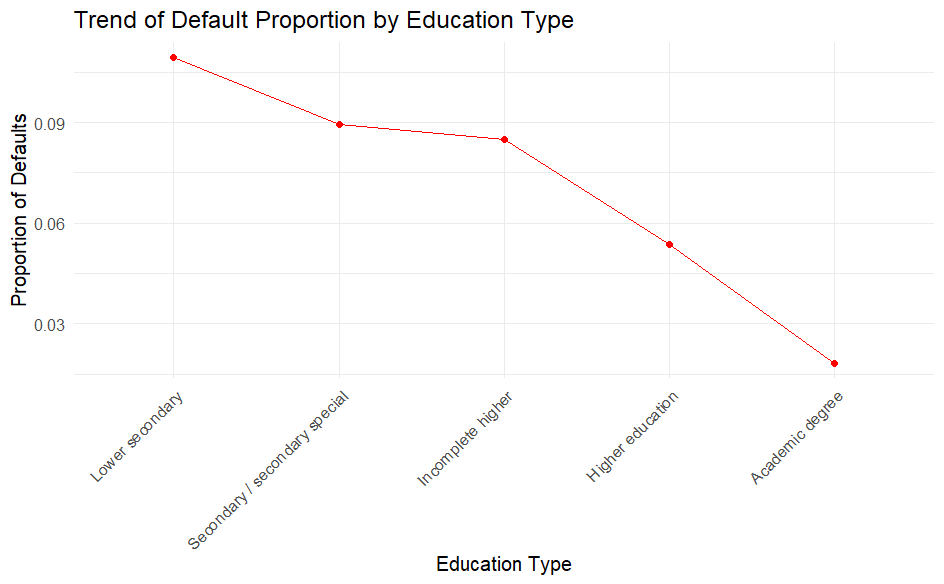 Trend of Default Proportion by Education Type
Proportion of Defaults
0.09
0.06
0.03
Lower secondary
Secondary / secondary special
Incomplete higher
Higher education
Academic degree
Education Type